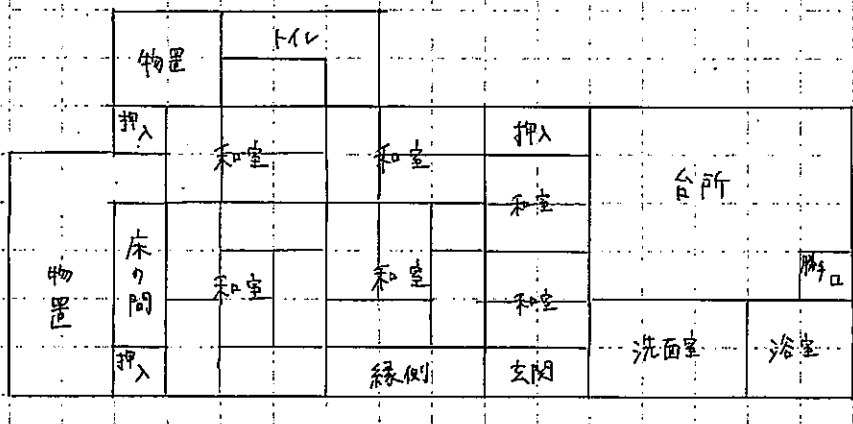 トイレ
物置
押入
和室
和室
押入
台所
和室
床の間
物置
和室
和室
和室
勝手口
押入
縁側
玄関
洗面室
浴室